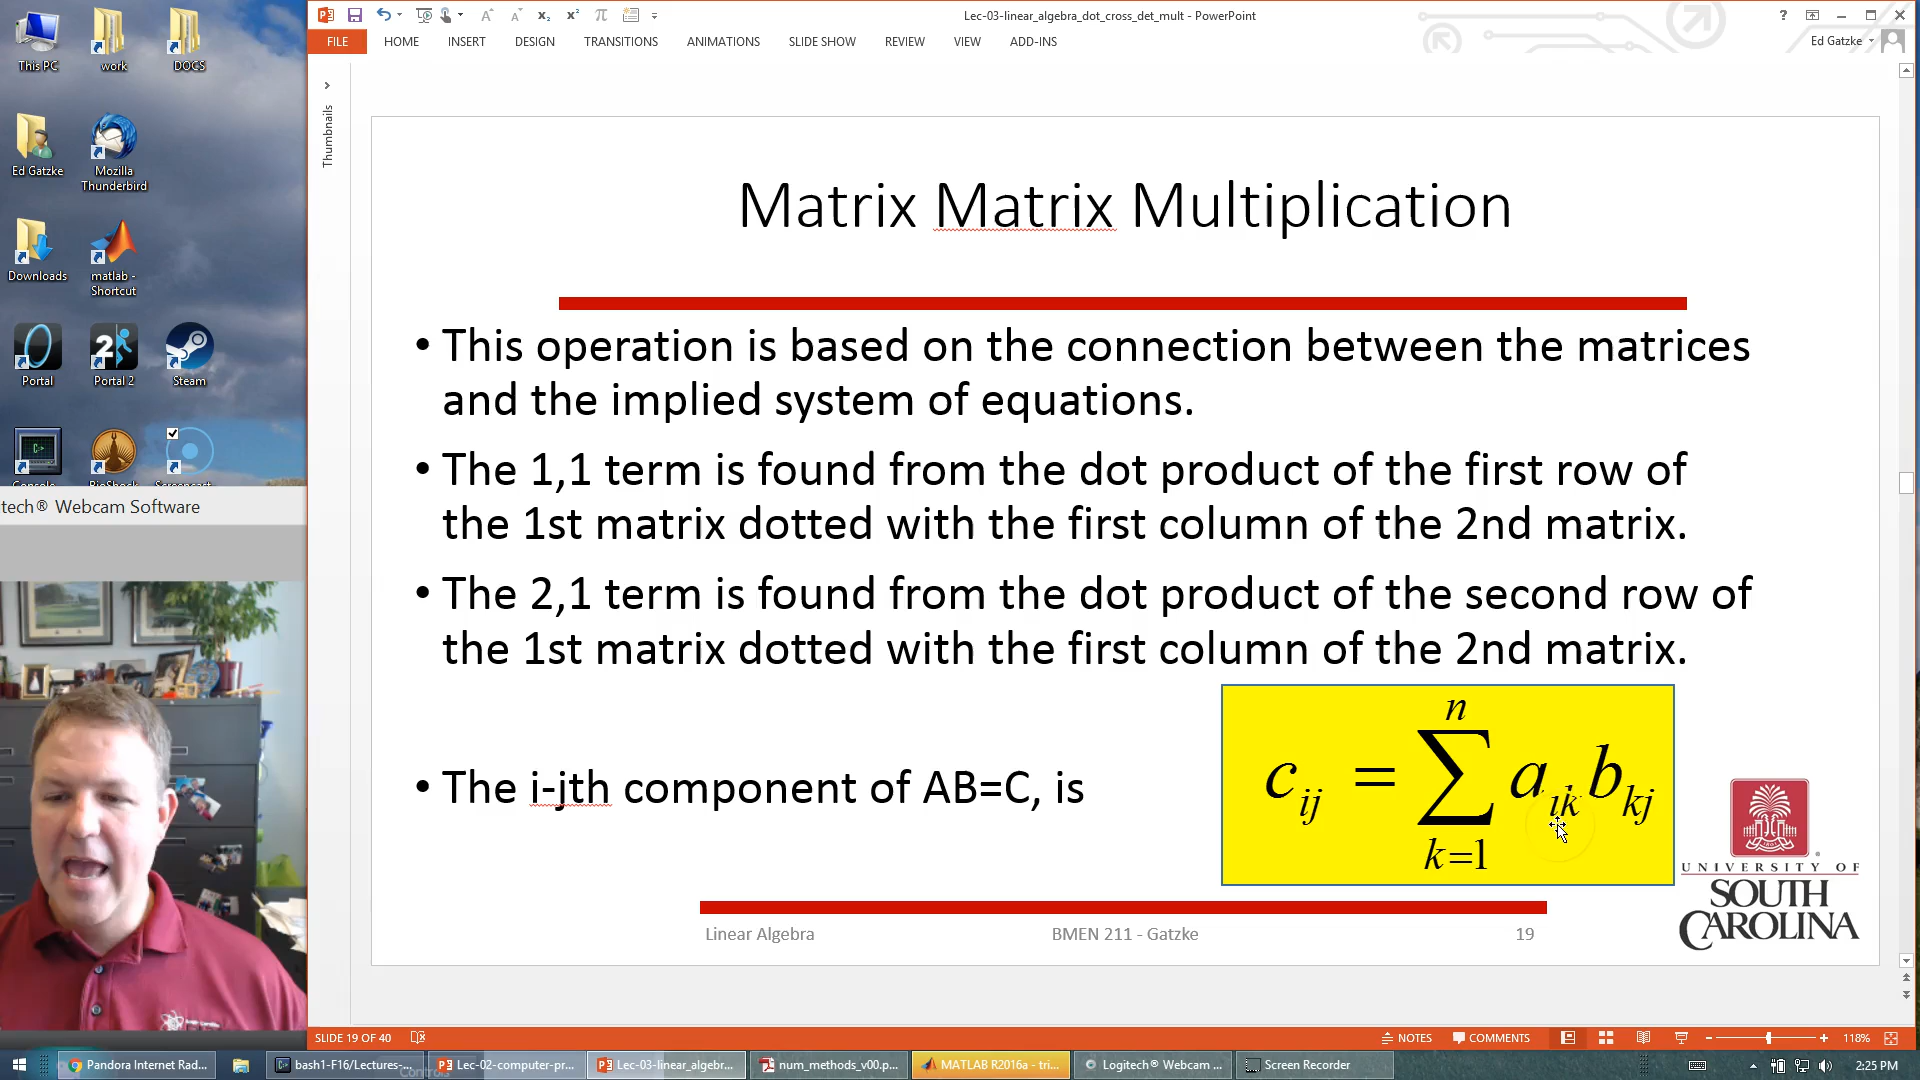 Lec-03-linear_algebra_dot_cross_det_mult - PowerPoint
FILE
HOME
INSERT
DESIGN
TRANSITIONS
ANIMATIONS
SLIDE SHOW
REVIEW
VIEW
ADD-INS
Ed Gatzke
This PC
work
DOCS
Ed Gatzke
Mozilla
Thunderbird
Downloads
matlab -
Shortcut
Portal
Portal 2
Steam
tech® Webcam Software
Thumbnails
Matrix Matrix Multiplication
• This operation is based on the connection between the matrices
and the implied system of equations.
• The 1,1 term is found from the dot product of the first row of
the 1st matrix dotted with the first column of the 2nd matrix.
• The 2,1 term is found from the dot product of the second row of
the 1st matrix dotted with the first column of the 2nd matrix.
• The i-jth component of AB=C, is
c_{ij} = \sum_{k=1}^{n} a_{ik} b_{kj}
UNIVERSITY OF
SOUTH
CAROLINA
Linear Algebra
BMEN 211 - Gatzke
19
SLIDE 19 OF 40
NOTES
COMMENTS
118%
Pandora Internet Rad...
bash1-F16/Lectures-...
Lec-02-computer-pr...
Lec-03-linear_algebr...
num_methods_v00.p...
MATLAB R2016a - tri...
Logitech® Webcam ...
Screen Recorder
2:25 PM